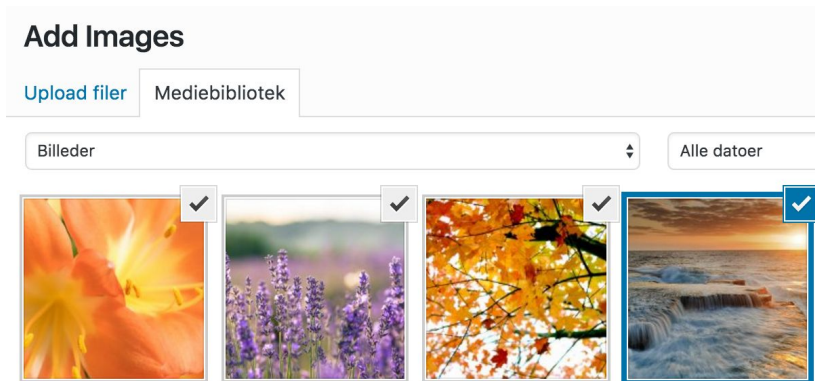 Add Images
Upload filer
Mediebibliotek
Billeder
Alle datoer